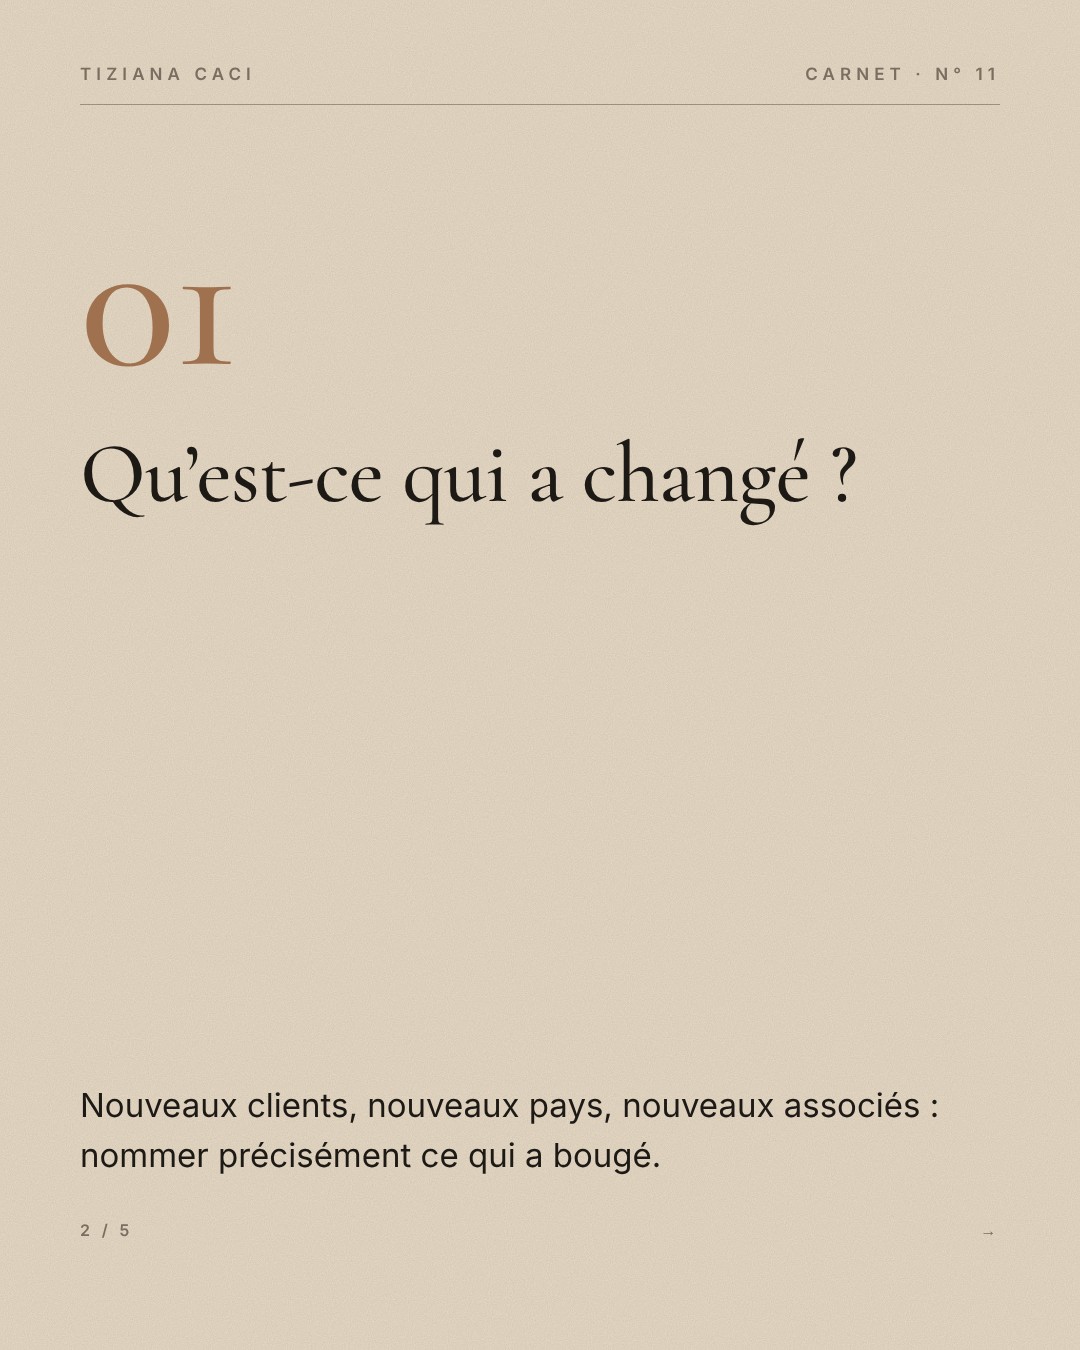 TIZIANA CACI
CARNET · N° 11
01
Qu’est-ce qui a changé ?
Nouveaux clients, nouveaux pays, nouveaux associés :
nommer précisément ce qui a bougé.
2 / 5
→